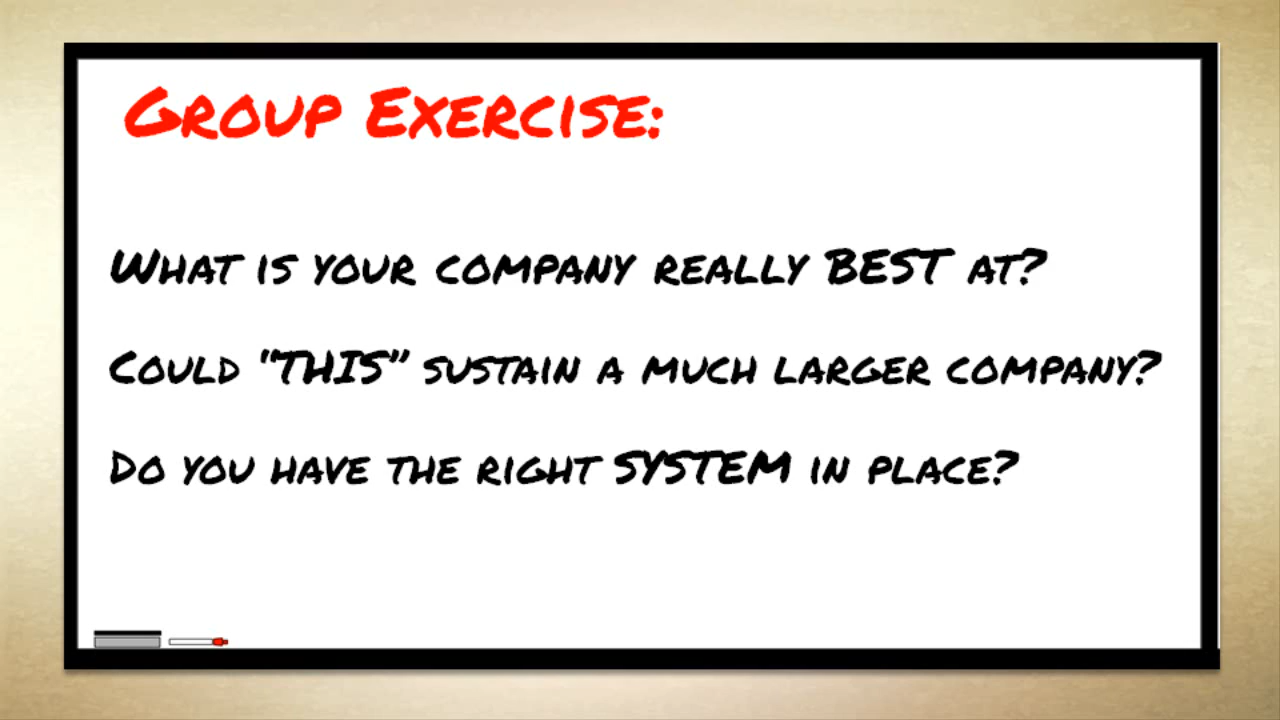 Group Exercise:
What is your company really BEST at?
Could "THIS" sustain a much larger company?
Do you have the right SYSTEM in place?